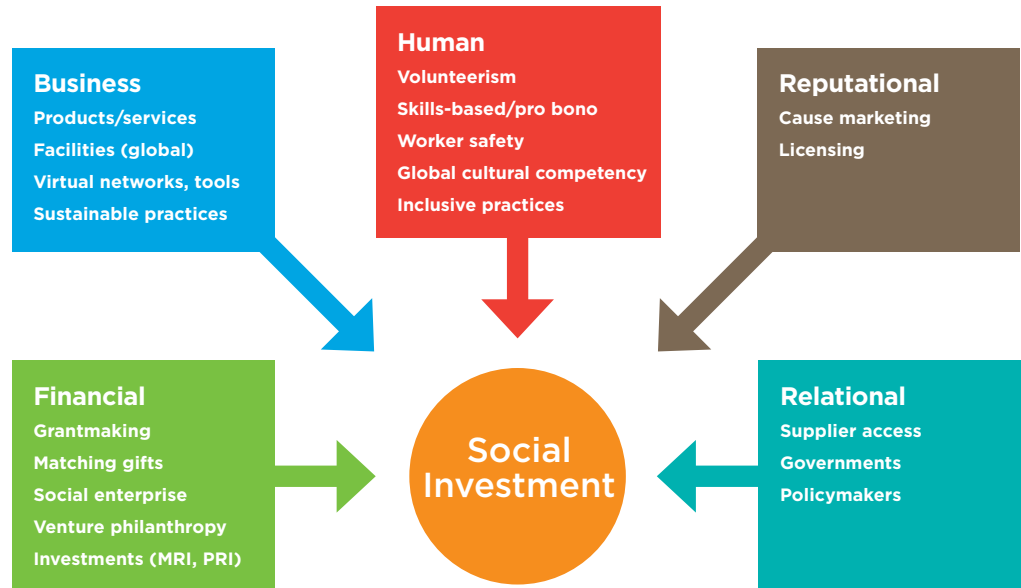 Business
Products/services
Facilities (global)
Virtual networks, tools
Sustainable practices
Human
Volunteerism
Skills-based/pro bono
Worker safety
Global cultural competency
Inclusive practices
Reputational
Cause marketing
Licensing
Financial
Grantmaking
Matching gifts
Social enterprise
Venture philanthropy
Investments (MRI, PRI)
Social
Investment
Relational
Supplier access
Governments
Policymakers